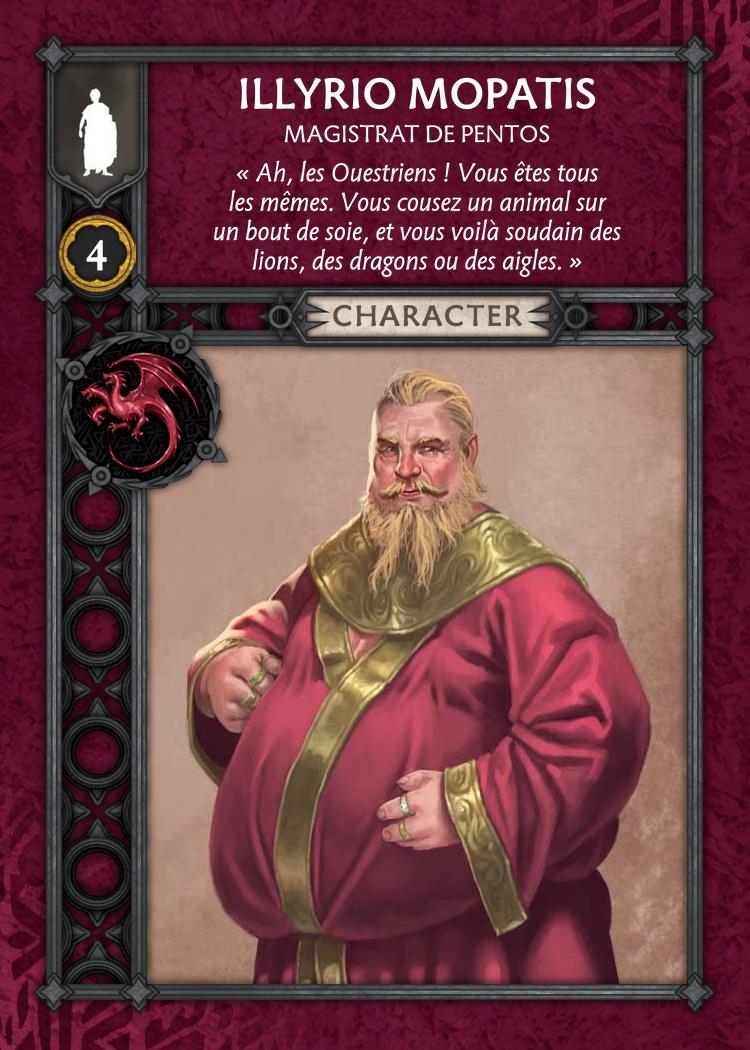 ILLYRIO MOPATIS
MAGISTRAT DE PENTOS
« Ah, les Ouestriens ! Vous êtes tous
les mêmes. Vous cousez un animal sur
un bout de soie, et vous voilà soudain des
lions, des dragons ou des aigles. »
4
CHARACTER